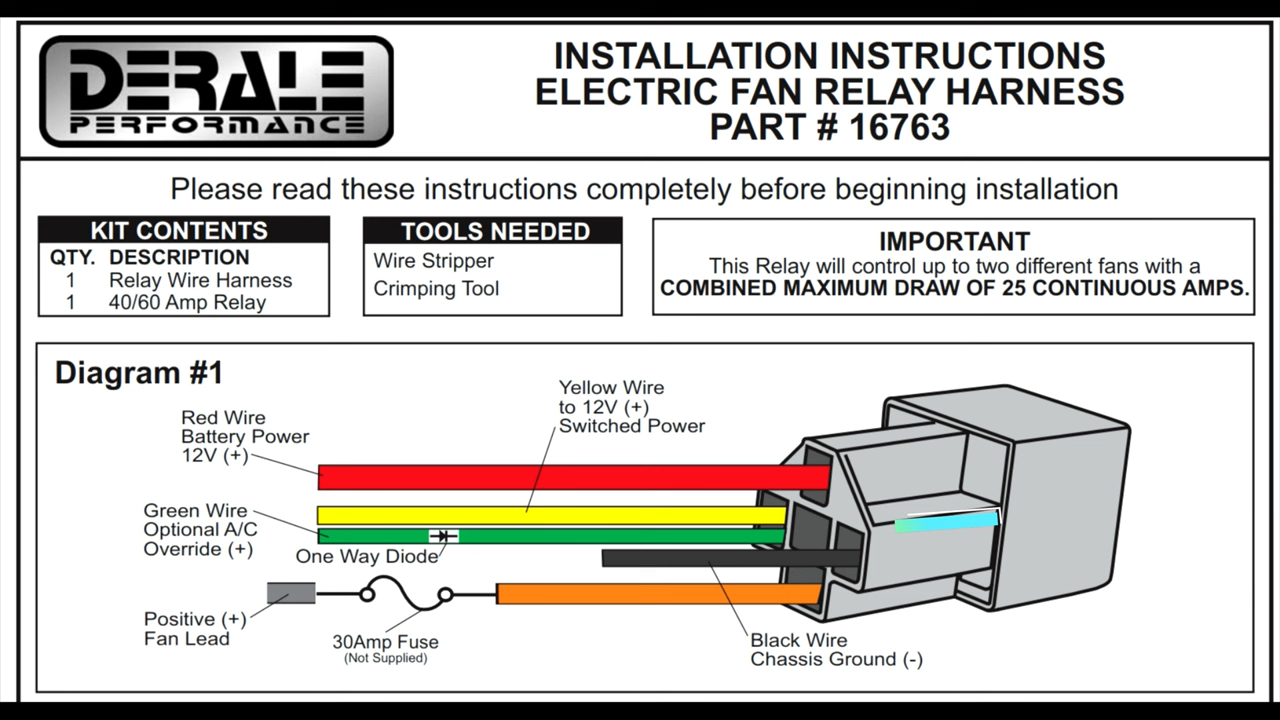 DERALE
PERFORMANCE
INSTALLATION INSTRUCTIONS
ELECTRIC FAN RELAY HARNESS
PART # 16763
Please read these instructions completely before beginning installation
KIT CONTENTS
QTY. DESCRIPTION
1 Relay Wire Harness
1 40/60 Amp Relay
TOOLS NEEDED
Wire Stripper
Crimping Tool
IMPORTANT
This Relay will control up to two different fans with a
COMBINED MAXIMUM DRAW OF 25 CONTINUOUS AMPS.
Diagram #1
Red Wire
Battery Power
12V (+)
Yellow Wire
to 12V (+)
Switched Power
Green Wire
Optional A/C
Override (+)
One Way Diode
Positive (+)
Fan Lead
30Amp Fuse
(Not Supplied)
Black Wire
Chassis Ground (-)